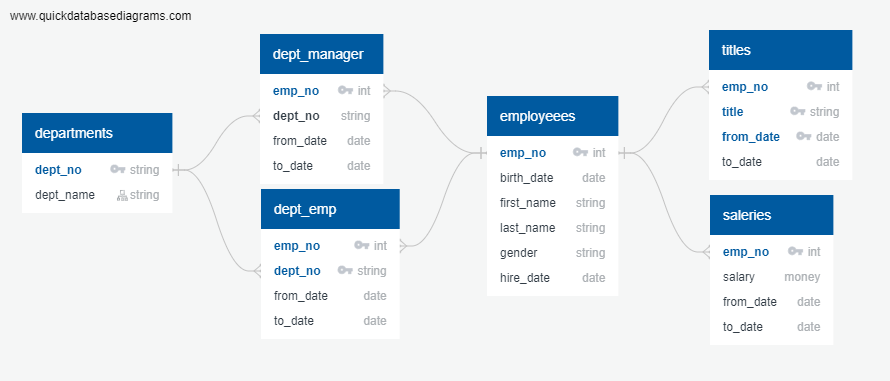 www.quickdatabasediagrams.com
departments
dept_no string
dept_name string
dept_manager
emp_no int
dept_no string
from_date date
to_date date
dept_emp
emp_no int
dept_no string
from_date date
to_date date
employeees
emp_no int
birth_date date
first_name string
last_name string
gender string
hire_date date
titles
emp_no int
title string
from_date date
to_date date
saleries
emp_no int
salary money
from_date date
to_date date